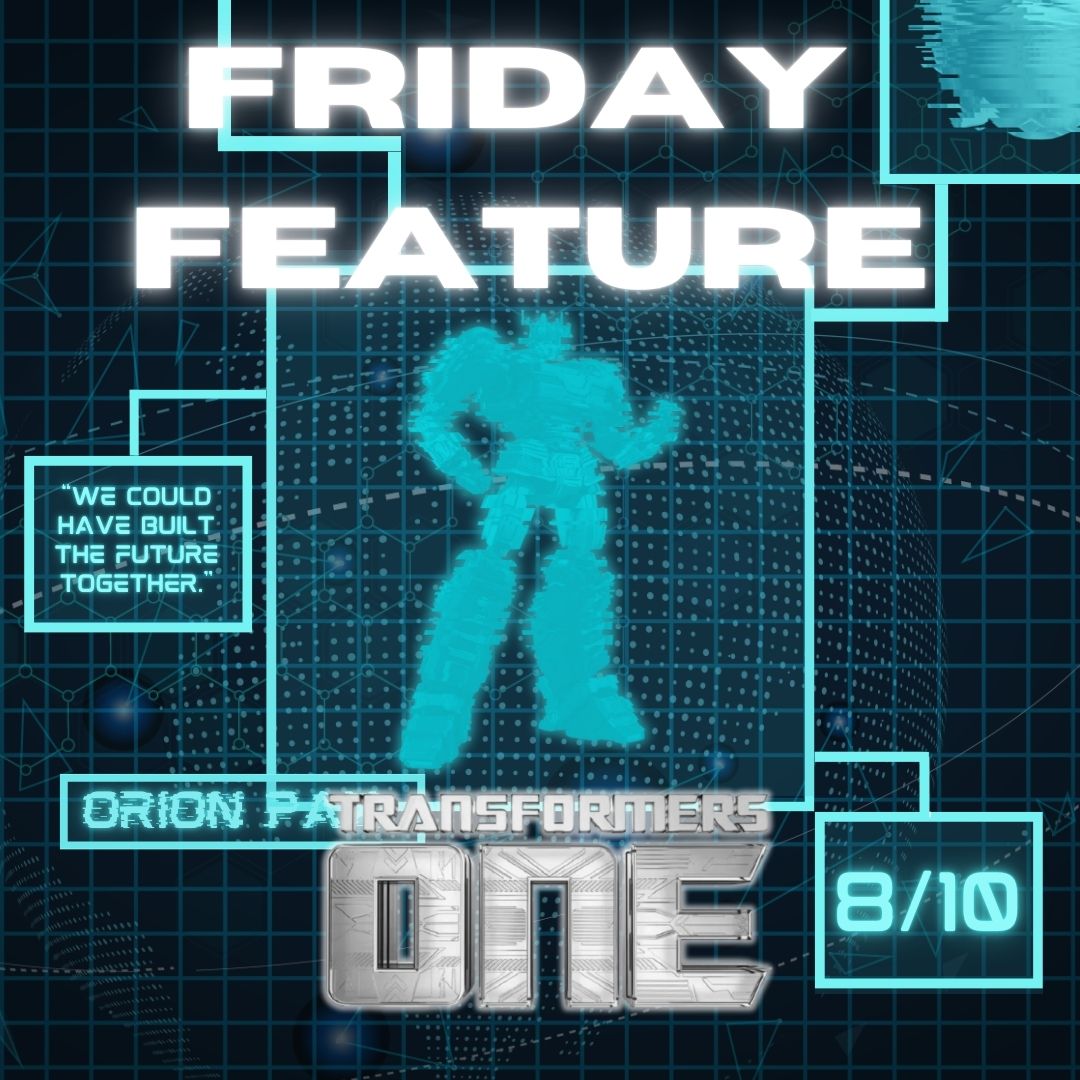 FRIDAY
FEATURE
“WE COULD
HAVE BUILT
THE FUTURE
TOGETHER.”
ORION PA
TRANSFORMERS
ONE
8/10